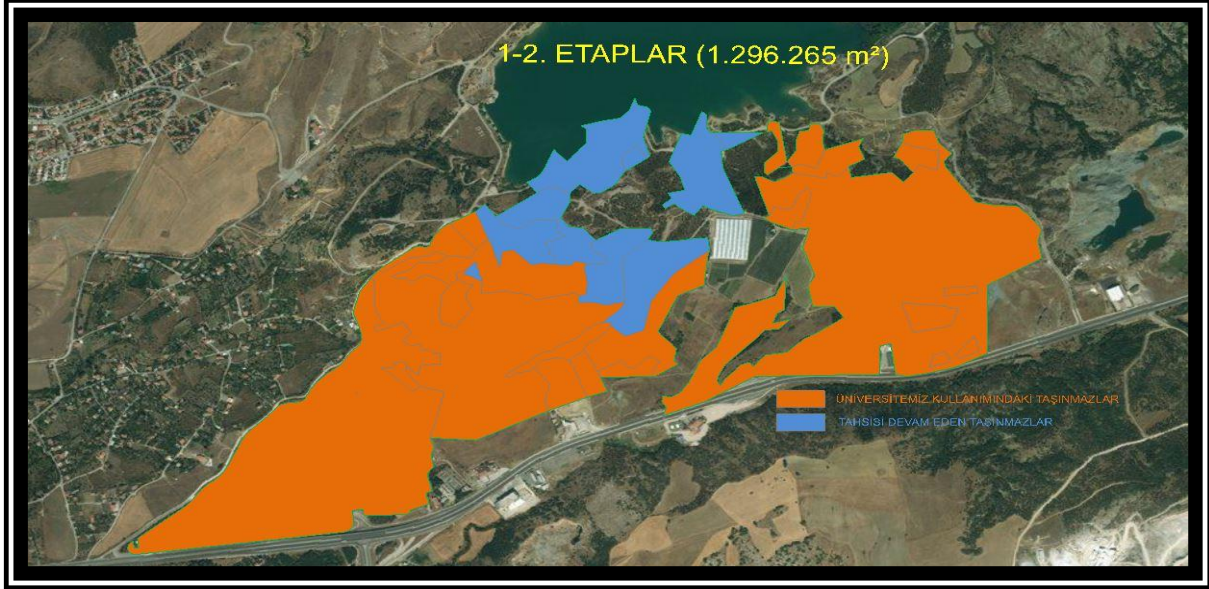 1-2. ETAPLAR (1.296.265 m²)
ÜNİVERSİTEMİZ KULLANIMINDAKİ TAŞINMAZLAR
TAHSİSİ DEVAM EDEN TAŞINMAZLAR